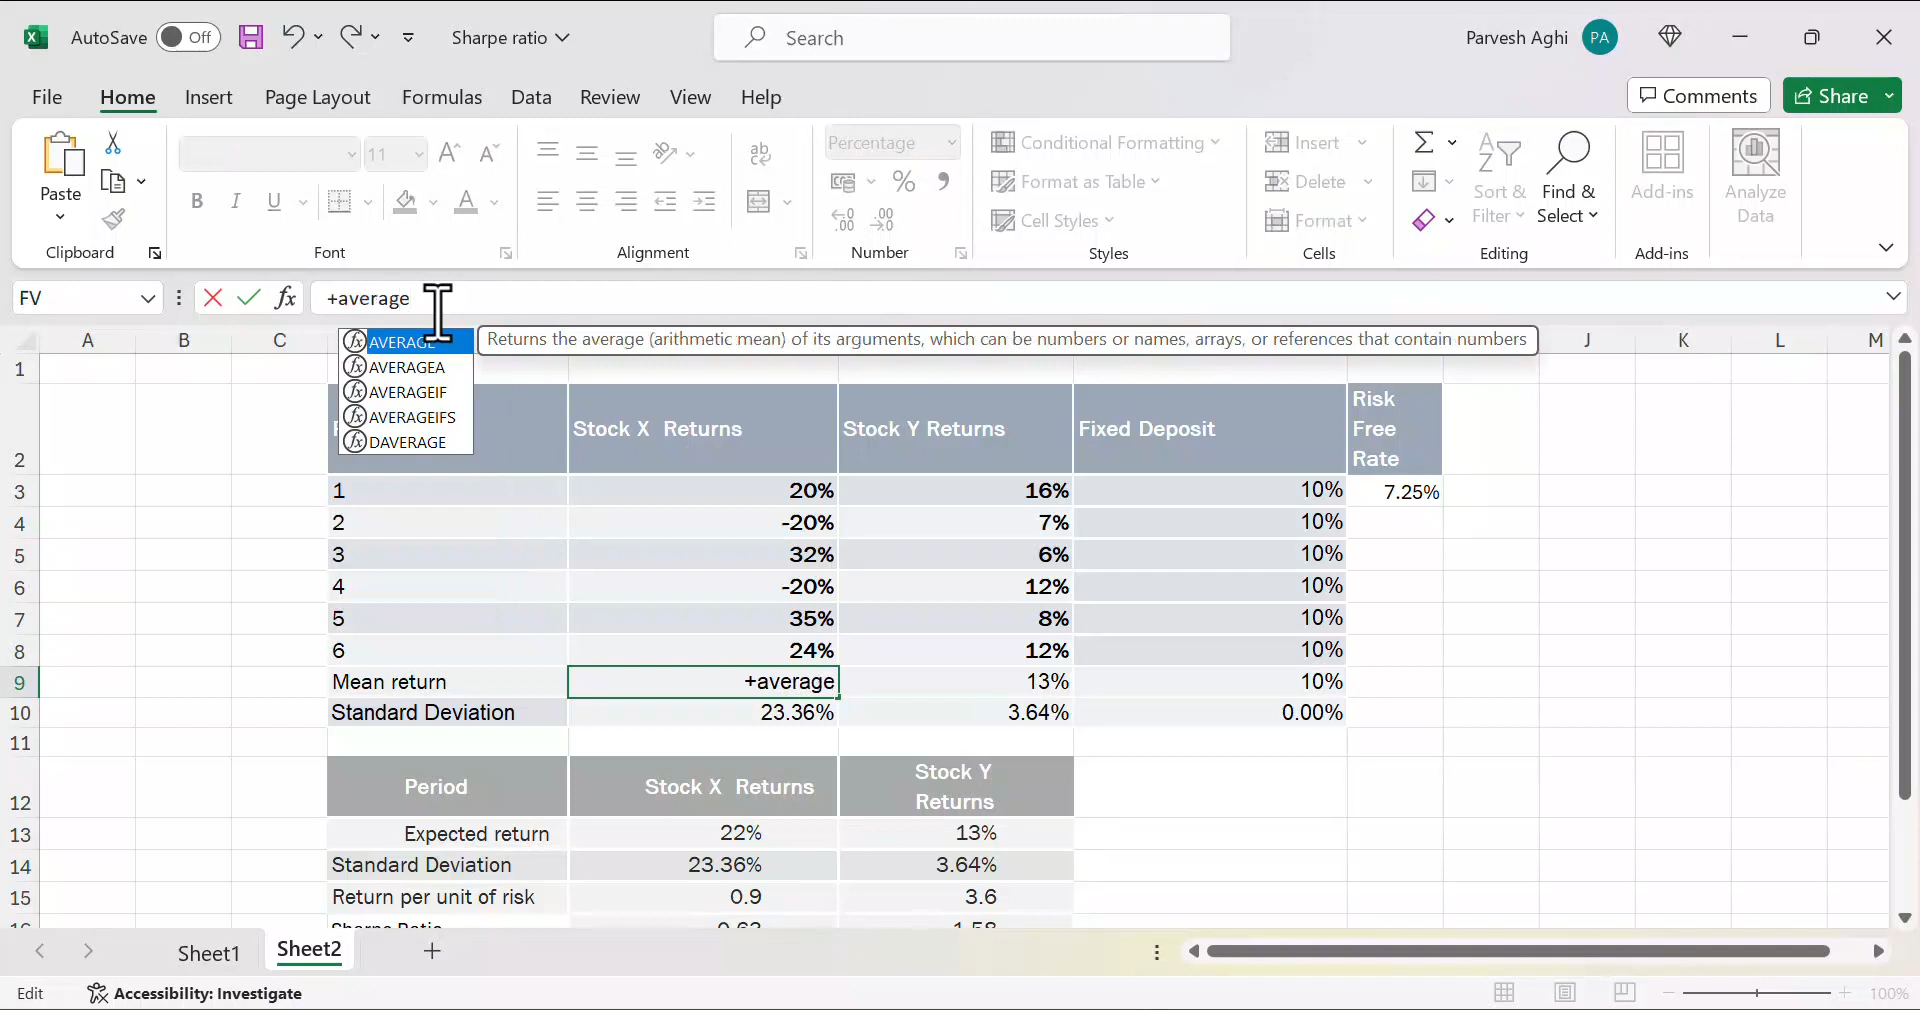 AutoSave Off Sharpe ratio Search Parvesh Aghi PA
File Home Insert Page Layout Formulas Data Review View Help Comments Share
Paste
Clipboard
11
B I U A
Font
ab
Alignment
Percentage
Number
Conditional Formatting
Format as Table
Cell Styles
Styles
Insert
Delete
Format
Cells
Sort & Filter
Find & Select
Editing
Add-ins
Add-ins
Analyze Data
FV fx +average
A B C J K L M
AVERAGE Returns the average (arithmetic mean) of its arguments, which can be numbers or names, arrays, or references that contain numbers
AVERAGEA
AVERAGEIF
AVERAGEIFS
DAVERAGE
1
2 Stock X Returns Stock Y Returns Fixed Deposit Risk Free Rate
3 1 20% 16% 10% 7.25%
4 2 -20% 7% 10%
5 3 32% 6% 10%
6 4 -20% 12% 10%
7 5 35% 8% 10%
8 6 24% 12% 10%
9 Mean return +average 13% 10%
10 Standard Deviation 23.36% 3.64% 0.00%
11
12 Period Stock X Returns Stock Y Returns
13 Expected return 22% 13%
14 Standard Deviation 23.36% 3.64%
15 Return per unit of risk 0.9 3.6
Sheet1 Sheet2
Edit Accessibility: Investigate 100%